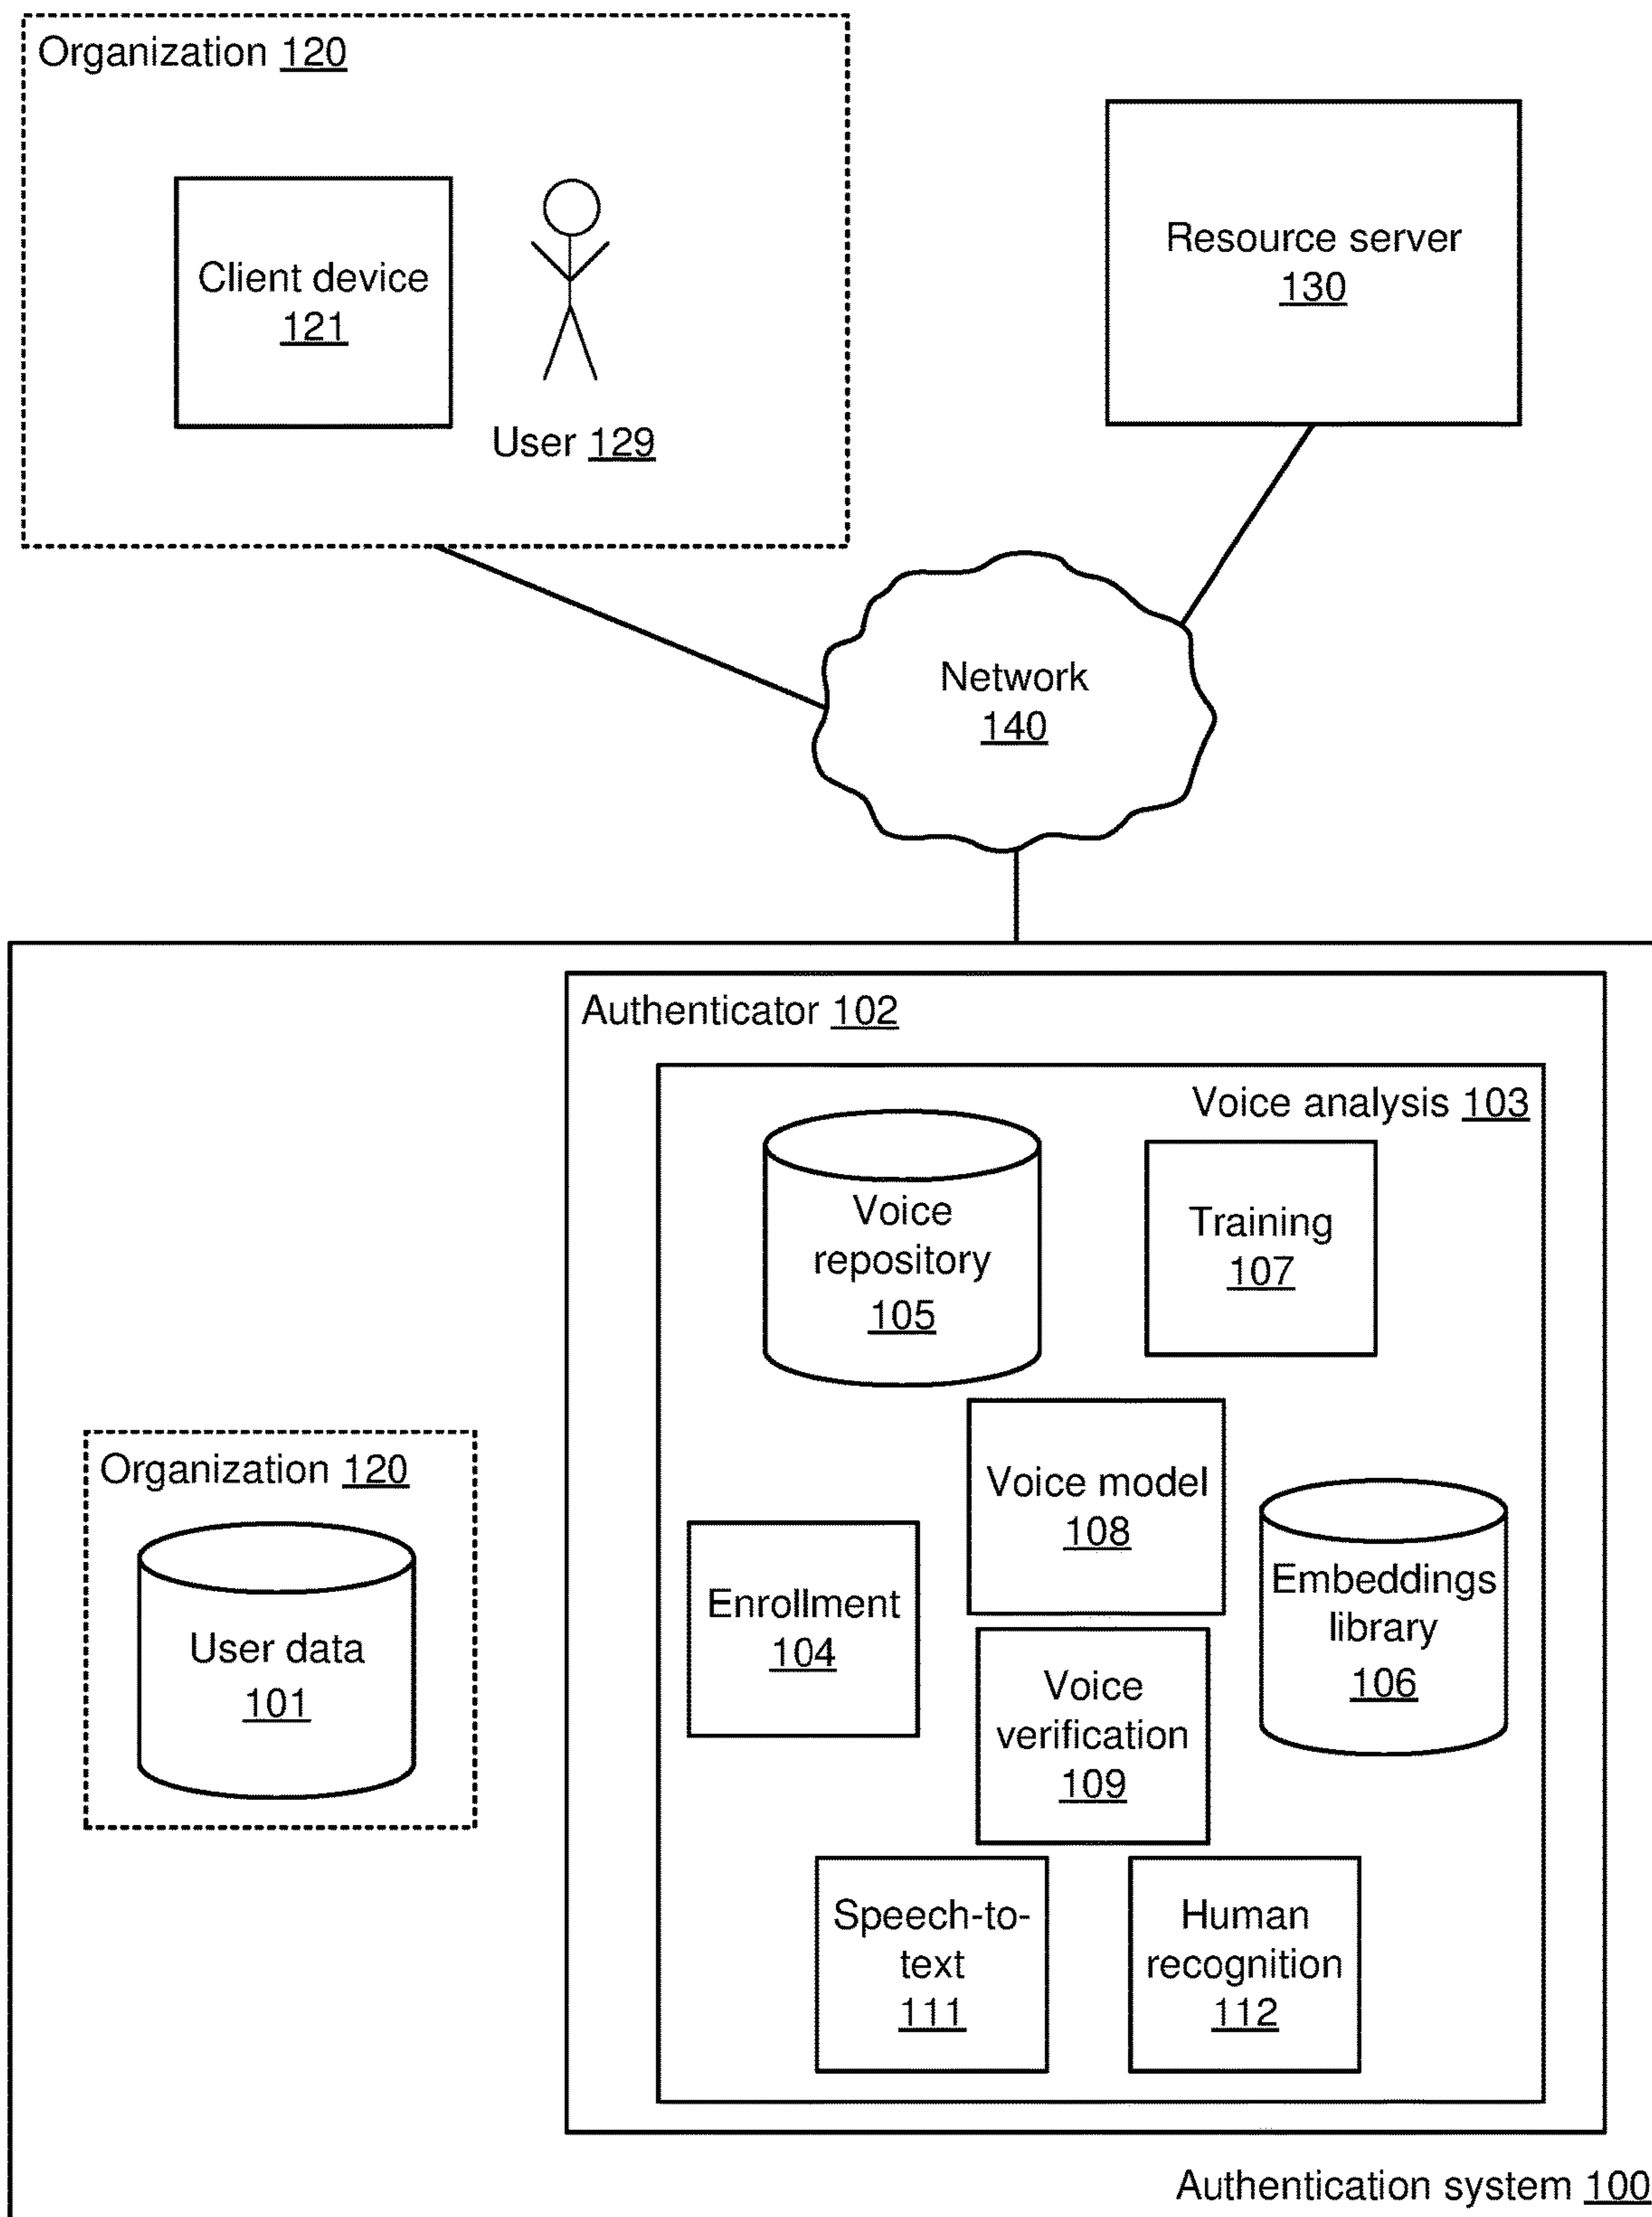 Organization 120
Client device
121
User 129
Resource server
130
Network
140
Authenticator 102
Voice analysis 103
Voice
repository
105
Training
107
Organization 120
User data
101
Voice model
108
Enrollment
104
Embeddings
library
106
Voice
verification
109
Speech-to-
text
111
Human
recognition
112
Authentication system 100